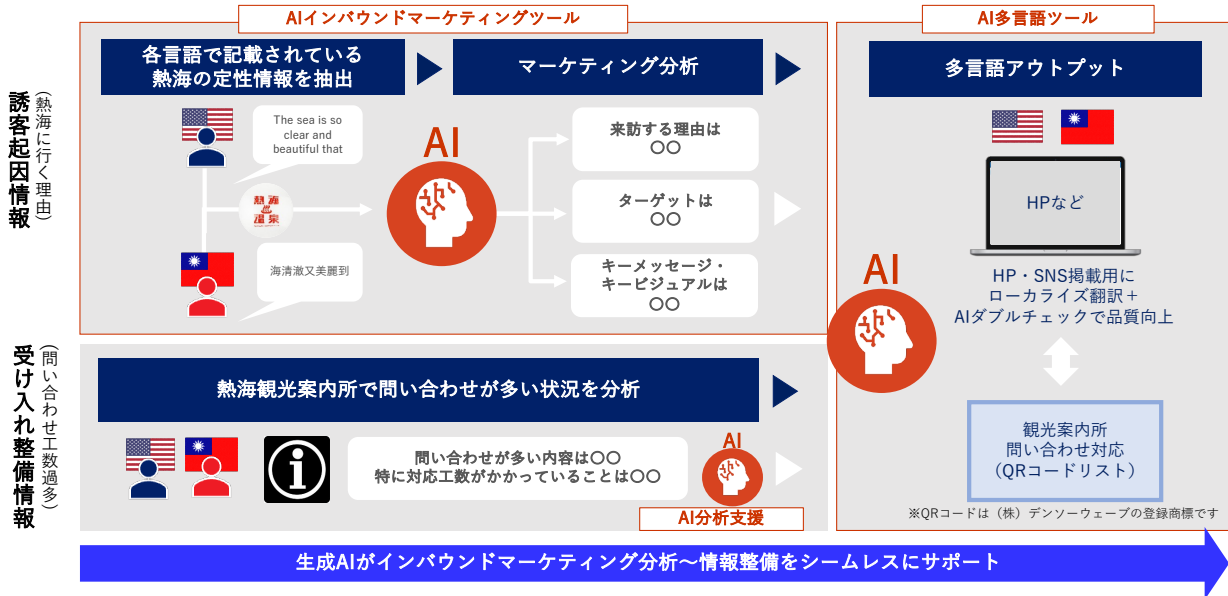 AIインバウンドマーケティングツール
AI多言語ツール
誘客起因情報
(熱海に行く理由)
各言語で記載されている
熱海の定性情報を抽出
マーケティング分析
多言語アウトプット
The sea is so
clear and
beautiful that
熱海
温泉
海清澈又美麗到
AI
来訪する理由は
〇〇
ターゲットは
〇〇
キーメッセージ・
キービジュアルは
〇〇
HPなど
AI
HP・SNS掲載用に
ローカライズ翻訳＋
AIダブルチェックで品質向上
受け入れ整備情報
(問い合わせ工数過多)
熱海観光案内所で問い合わせが多い状況を分析
問い合わせが多い内容は〇〇
特に対応工数がかかっていることは〇〇
AI
AI分析支援
観光案内所
問い合わせ対応
（QRコードリスト）
※QRコードは（株）デンソーウェーブの登録商標です
生成AIがインバウンドマーケティング分析～情報整備をシームレスにサポート